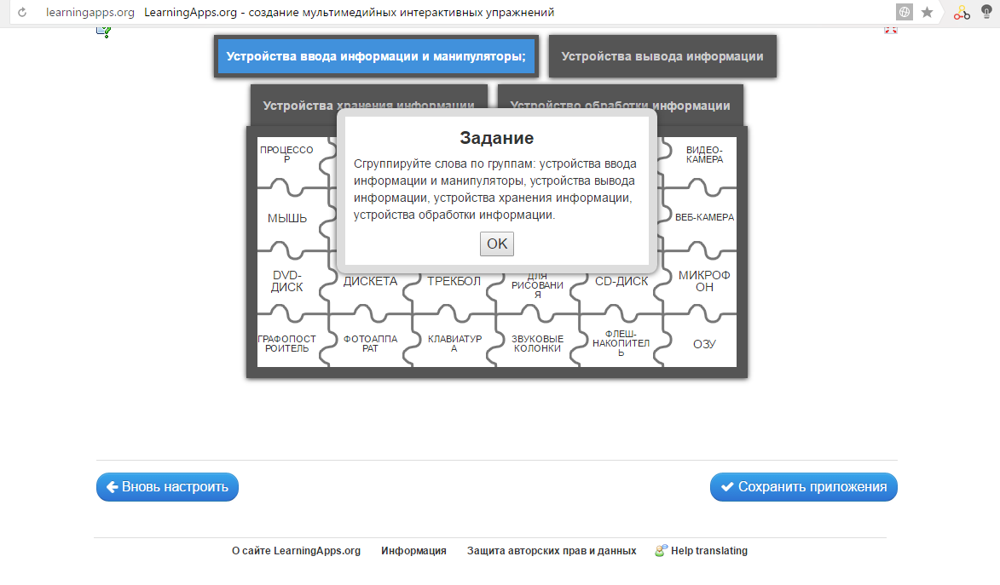 learningapps.org LearningApps.org - создание мультимедийных интерактивных упражнений
Устройства ввода информации и манипуляторы;
Устройства вывода информации
Устройства хранения информации
Устройство обработки информации
Задание
Сгруппируйте слова по группам: устройства ввода
информации и манипуляторы, устройства вывода
информации, устройства хранения информации,
устройства обработки информации.
OK
ПРОЦЕССО
Р
ВИДЕО-
КАМЕРА
МЫШЬ
ВЕБ-КАМЕРА
DVD-
ДИСК
ДИСКЕТА
ТРЕКБОЛ
ДЛЯ
РИСОВАНИ
Я
CD-ДИСК
МИКРОФ
ОН
ГРАФОПОСТ
РОИТЕЛЬ
ФОТОАППА
РАТ
КЛАВИАТУР
А
ЗВУКОВЫЕ
КОЛОНКИ
ФЛЕШ-
НАКОПИТЕЛ
Ь
ОЗУ
Вновь настроить
Сохранить приложения
О сайте LearningApps.org
Информация
Защита авторских прав и данных
Help translating